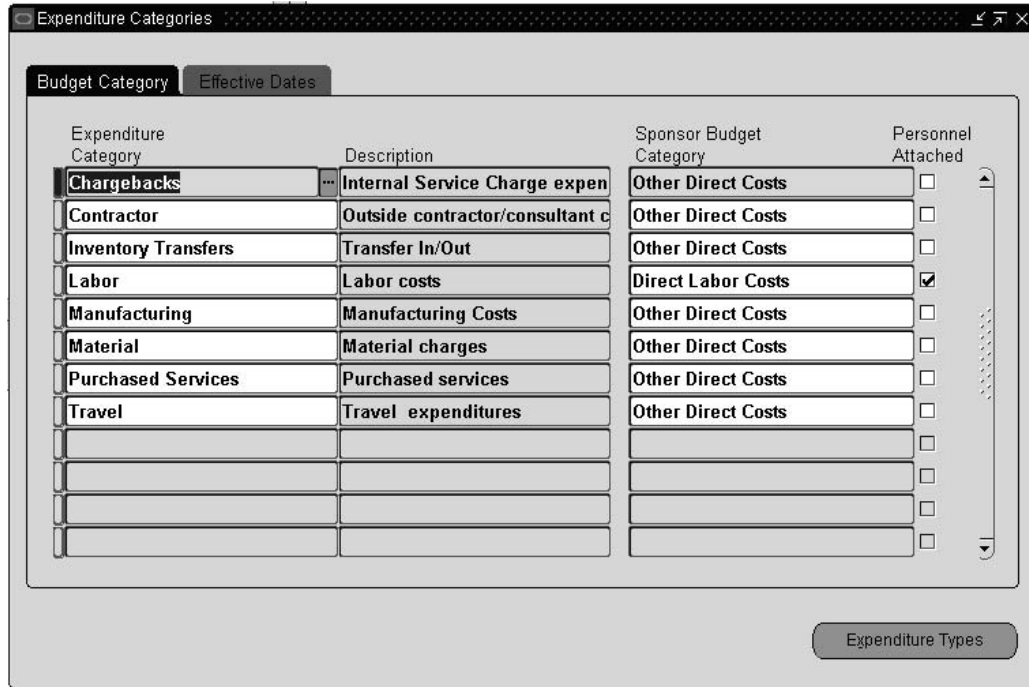 Expenditure Categories
Budget Category Effective Dates
Expenditure Sponsor Budget Personnel
Category Description Category Attached
Chargebacks ... Internal Service Charge expen Other Direct Costs
Contractor Outside contractor/consultant c Other Direct Costs
Inventory Transfers Transfer In/Out Other Direct Costs
Labor Labor costs Direct Labor Costs
Manufacturing Manufacturing Costs Other Direct Costs
Material Material charges Other Direct Costs
Purchased Services Purchased services Other Direct Costs
Travel Travel expenditures Other Direct Costs
Expenditure Types